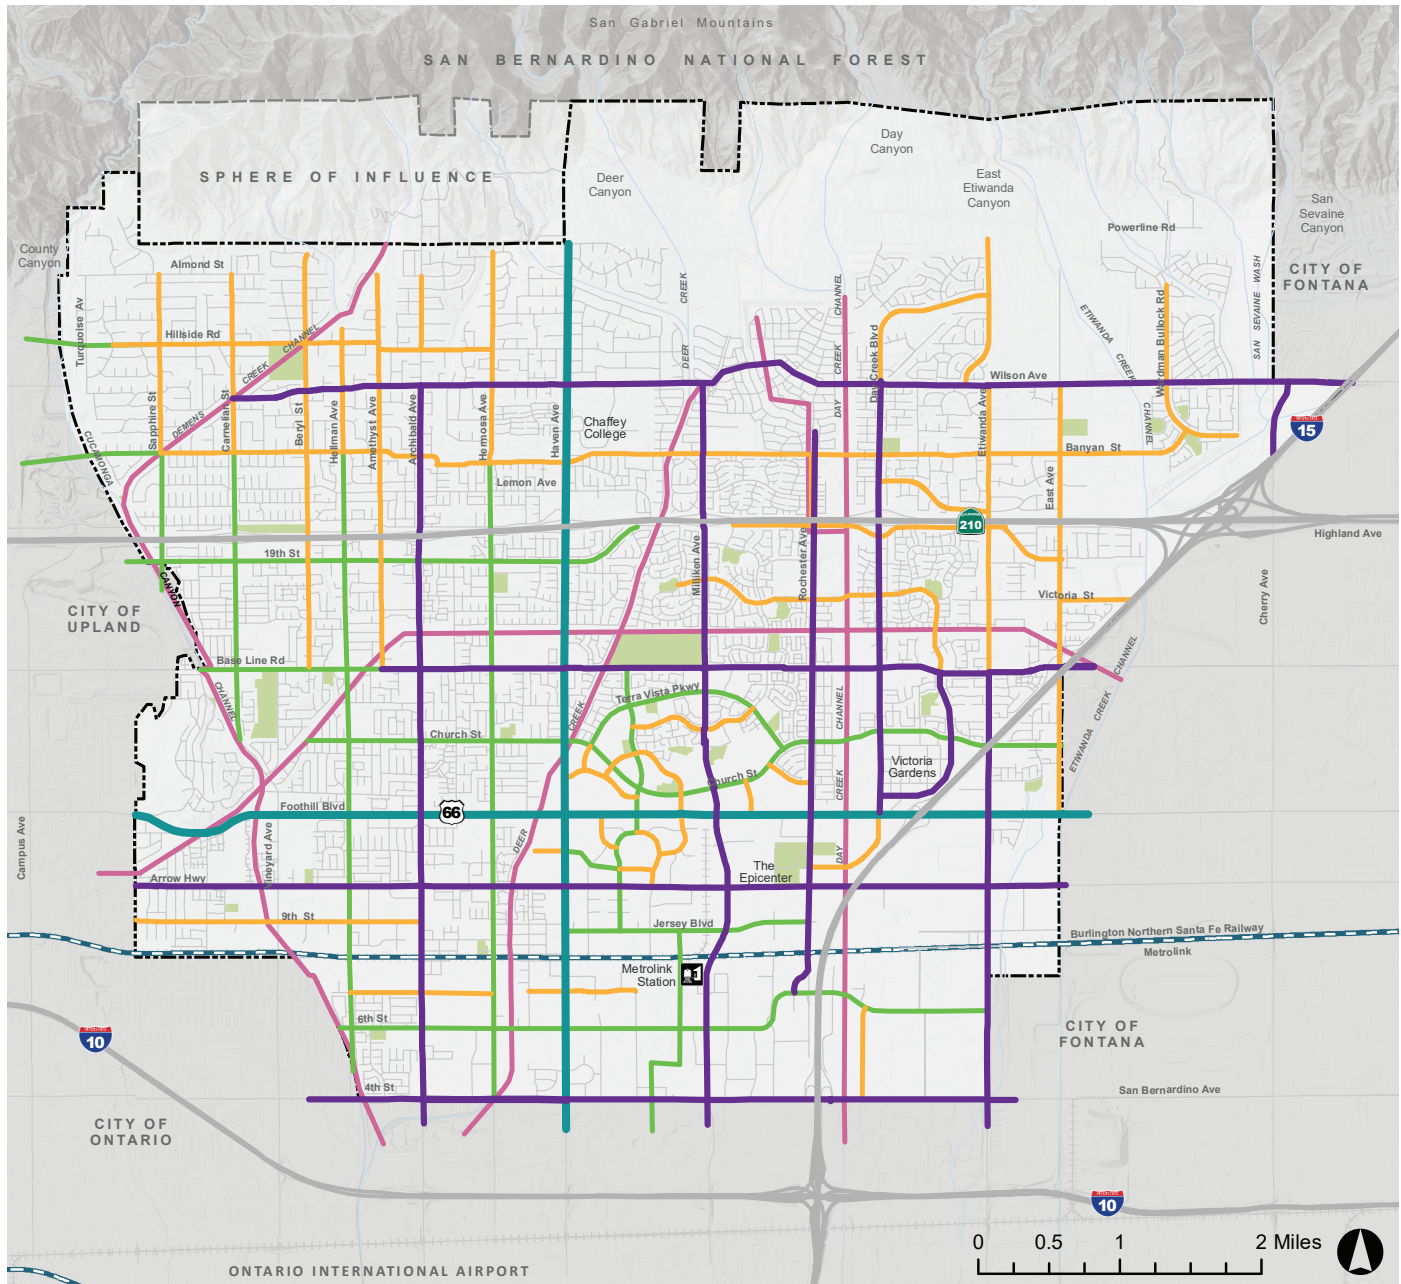 San Gabriel Mountains
SAN BERNARDINO NATIONAL FOREST
Day
Canyon
SPHERE OF INFLUENCE
Deer
Canyon
East
Etiwanda
Canyon
San
Sevaine
Canyon
Powerline Rd
County
Canyon
Almond St
CITY OF
FONTANA
SAN SEVAINE WASH
DEER CREEK
DAY CREEK CHANNEL
Turquoise Av
Hillside Rd
CREEK CHANNEL
DEMENS
ETIWANDA CREEK CHANNEL
Wardman Bullock Rd
Day Creek Blvd
Wilson Ave
Sapphire St
Carnelian St
Beryl St
Hellman Ave
Amethyst Ave
Archibald Ave
Hermosa Ave
Haven Ave
Chaffey
College
Etiwanda Ave
15
Banyan St
CUCAMONGA
Lemon Ave
East Ave
210
Highland Ave
19th St
Milliken Ave
Rochester Ave
CANYON
Victoria St
Cherry Ave
CITY OF
UPLAND
Base Line Rd
CHANNEL
CHANNEL
Terra Vista Pkwy
CREEK
CHANNEL
ETIWANDA CREEK
Church St
Victoria
Gardens
Church St
CREEK
Foothill Blvd
66
Campus Ave
Vineyard Ave
DEER
DAY
The
Epicenter
Arrow Hwy
9th St
Jersey Blvd
Burlington Northern Santa Fe Railway
Metrolink
Metrolink
Station
6th St
CITY OF
FONTANA
10
4th St
San Bernardino Ave
CITY OF
ONTARIO
10
0 0.5 1 2 Miles
ONTARIO INTERNATIONAL AIRPORT